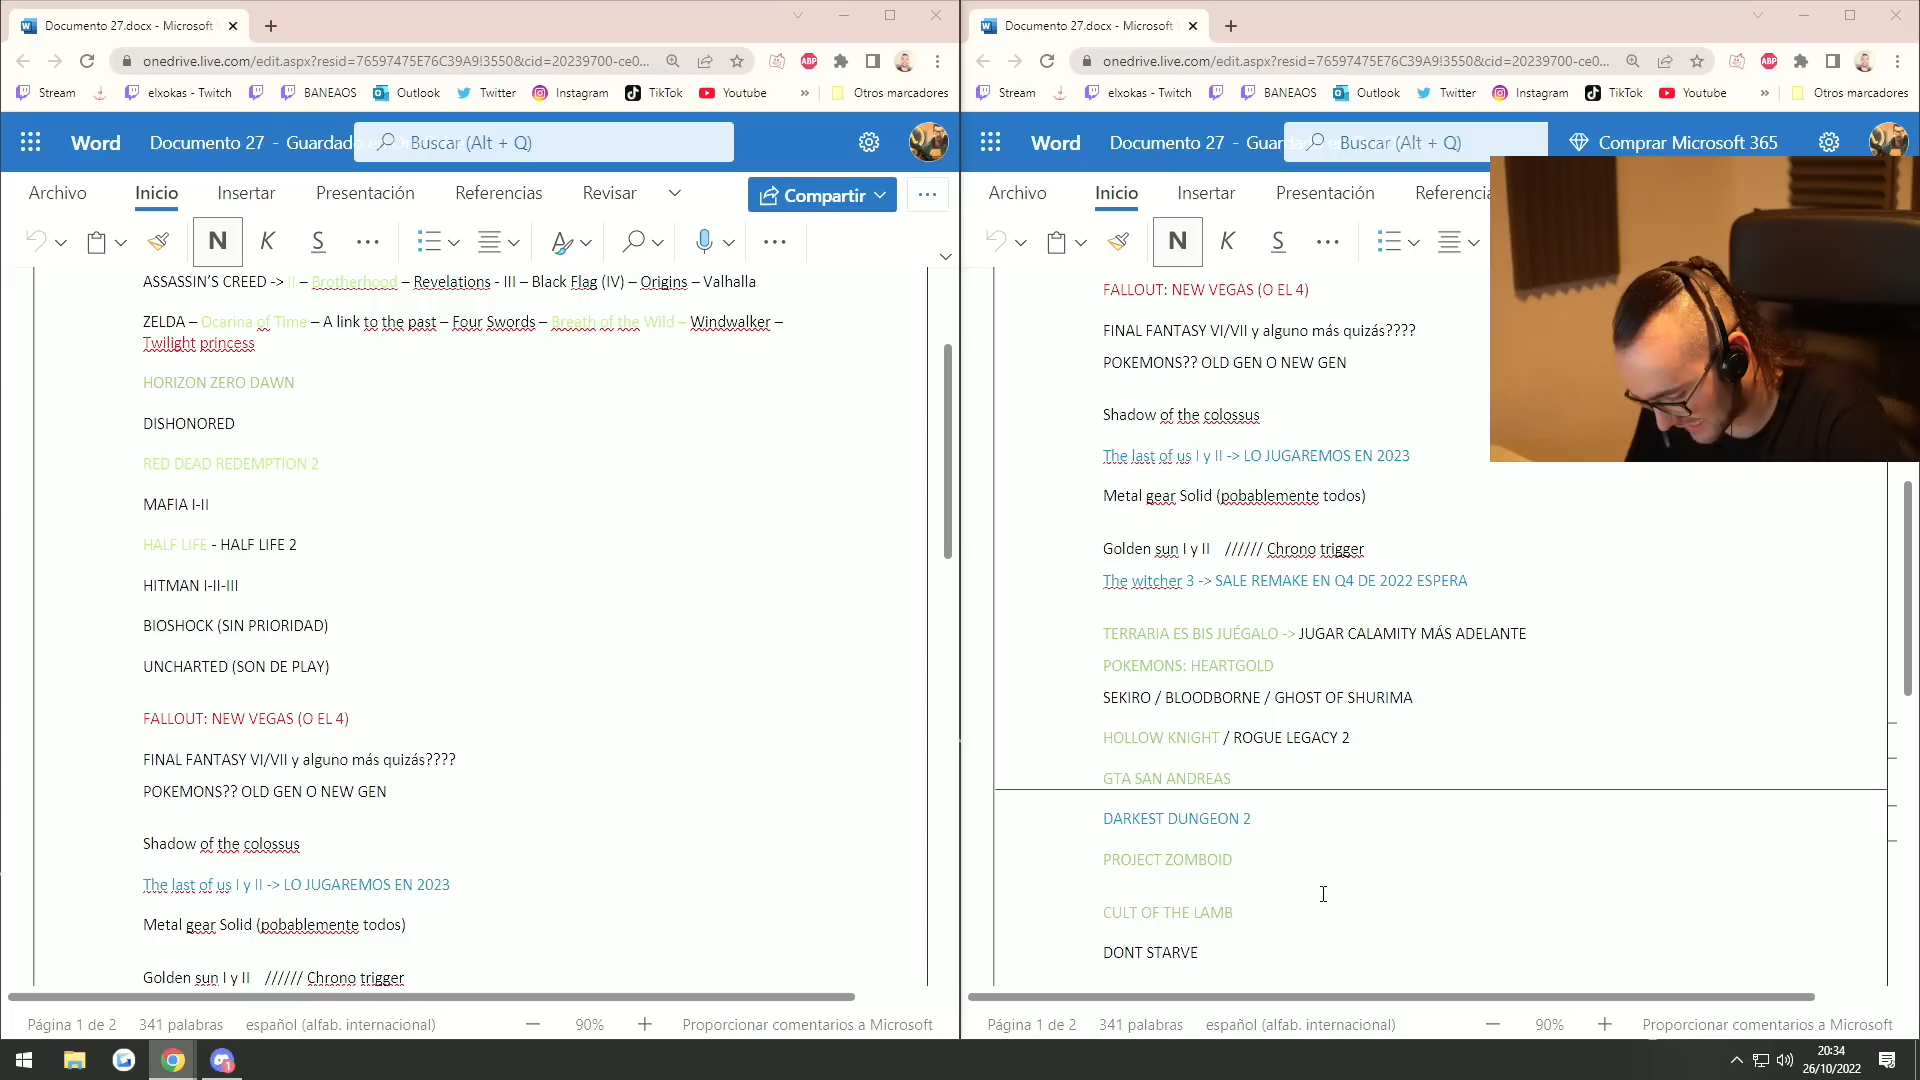 Documento 27.docx - Microsoft
onedrive.live.com/edit.aspx?resid=76597475E76C39A9!3550&cid=20239700-ce0...
ABP
Stream
elxokas - Twitch
BANEAOS
Outlook
Twitter
Instagram
TikTok
Youtube
»
Otros marcadores
Word
Documento 27 - Guardad
Buscar (Alt + Q)
Archivo
Inicio
Insertar
Presentación
Referencias
Revisar
Compartir
N
K
S
ASSASSIN'S CREED -> II – Brotherhood – Revelations - III – Black Flag (IV) – Origins – Valhalla
ZELDA – Ocarina of Time – A link to the past – Four Swords – Breath of the Wild – Windwalker –
Twilight princess
HORIZON ZERO DAWN
DISHONORED
RED DEAD REDEMPTION 2
MAFIA I-II
HALF LIFE - HALF LIFE 2
HITMAN I-II-III
BIOSHOCK (SIN PRIORIDAD)
UNCHARTED (SON DE PLAY)
FALLOUT: NEW VEGAS (O EL 4)
FINAL FANTASY VI/VII y alguno más quizás????
POKEMONS?? OLD GEN O NEW GEN
Shadow of the colossus
The last of us I y II -> LO JUGAREMOS EN 2023
Metal gear Solid (pobablemente todos)
Golden sun I y II ////// Chrono trigger
Página 1 de 2
341 palabras
español (alfab. internacional)
90%
Proporcionar comentarios a Microsoft
Documento 27.docx - Microsoft
onedrive.live.com/edit.aspx?resid=76597475E76C39A9!3550&cid=20239700-ce0...
ABP
Stream
elxokas - Twitch
BANEAOS
Outlook
Twitter
Instagram
TikTok
Youtube
»
Otros marcadores
Word
Documento 27 - Gua
Buscar (Alt + Q)
Comprar Microsoft 365
Archivo
Inicio
Insertar
Presentación
Referencia
N
K
S
FALLOUT: NEW VEGAS (O EL 4)
FINAL FANTASY VI/VII y alguno más quizás????
POKEMONS?? OLD GEN O NEW GEN
Shadow of the colossus
The last of us I y II -> LO JUGAREMOS EN 2023
Metal gear Solid (pobablemente todos)
Golden sun I y II ////// Chrono trigger
The witcher 3 -> SALE REMAKE EN Q4 DE 2022 ESPERA
TERRARIA ES BIS JUÉGALO -> JUGAR CALAMITY MÁS ADELANTE
POKEMONS: HEARTGOLD
SEKIRO / BLOODBORNE / GHOST OF SHURIMA
HOLLOW KNIGHT / ROGUE LEGACY 2
GTA SAN ANDREAS
DARKEST DUNGEON 2
PROJECT ZOMBOID
CULT OF THE LAMB
DONT STARVE
Página 1 de 2
341 palabras
español (alfab. internacional)
90%
Proporcionar comentarios a Microsoft
20:34
26/10/2022